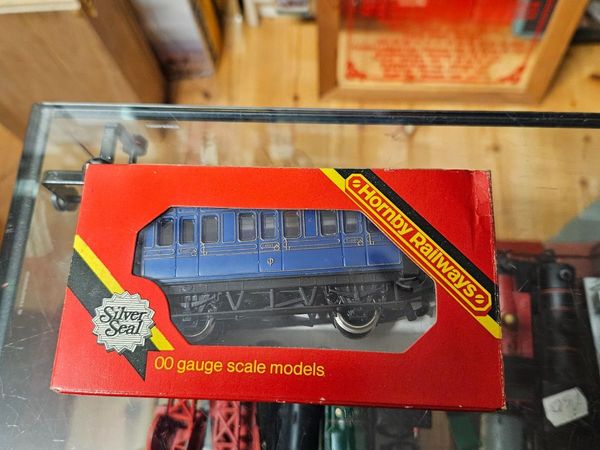 Hornby Railways
Silver
Seal
00 gauge scale models